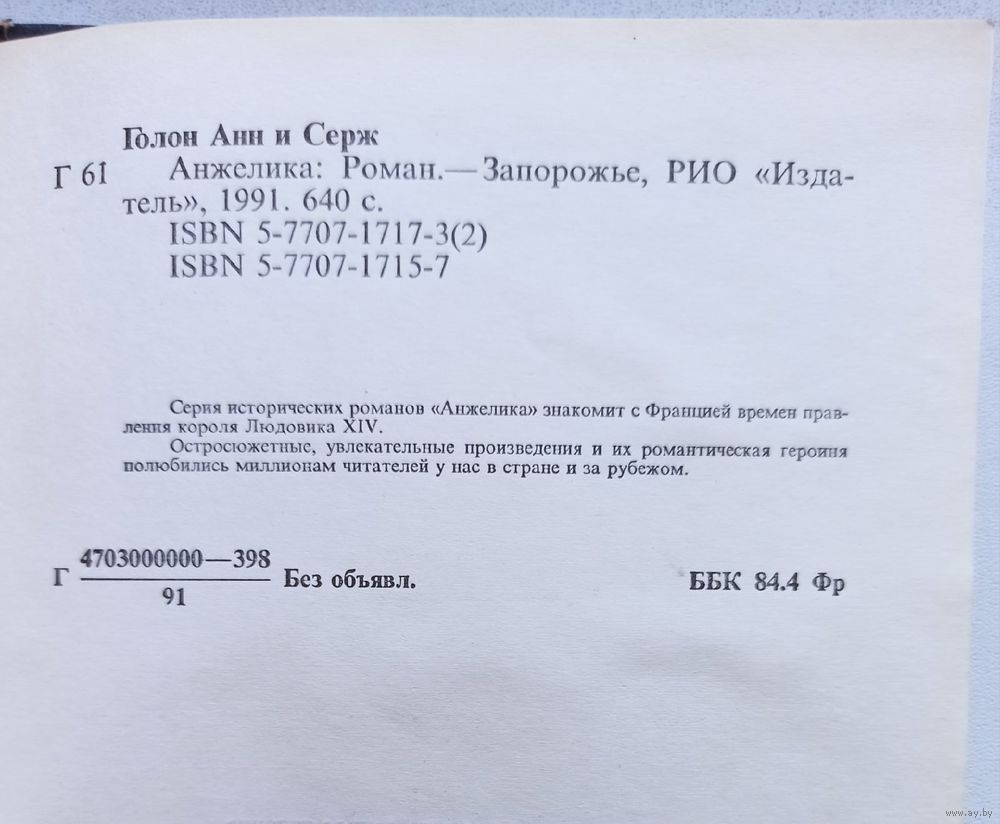 Голон Анн и Серж
Г 61 Анжелика: Роман.—Запорожье, РИО «Изда-
тель», 1991. 640 с.
ISBN 5-7707-1717-3(2)
ISBN 5-7707-1715-7
Серия исторических романов «Анжелика» знакомит с Францией времен прав-
ления короля Людовика XIV.
Остросюжетные, увлекательные произведения и их романтическая героиня
полюбились миллионам читателей у нас в стране и за рубежом.
Г 4703000000—398
91
Без объявл.
ББК 84.4 Фр
www.ay.by